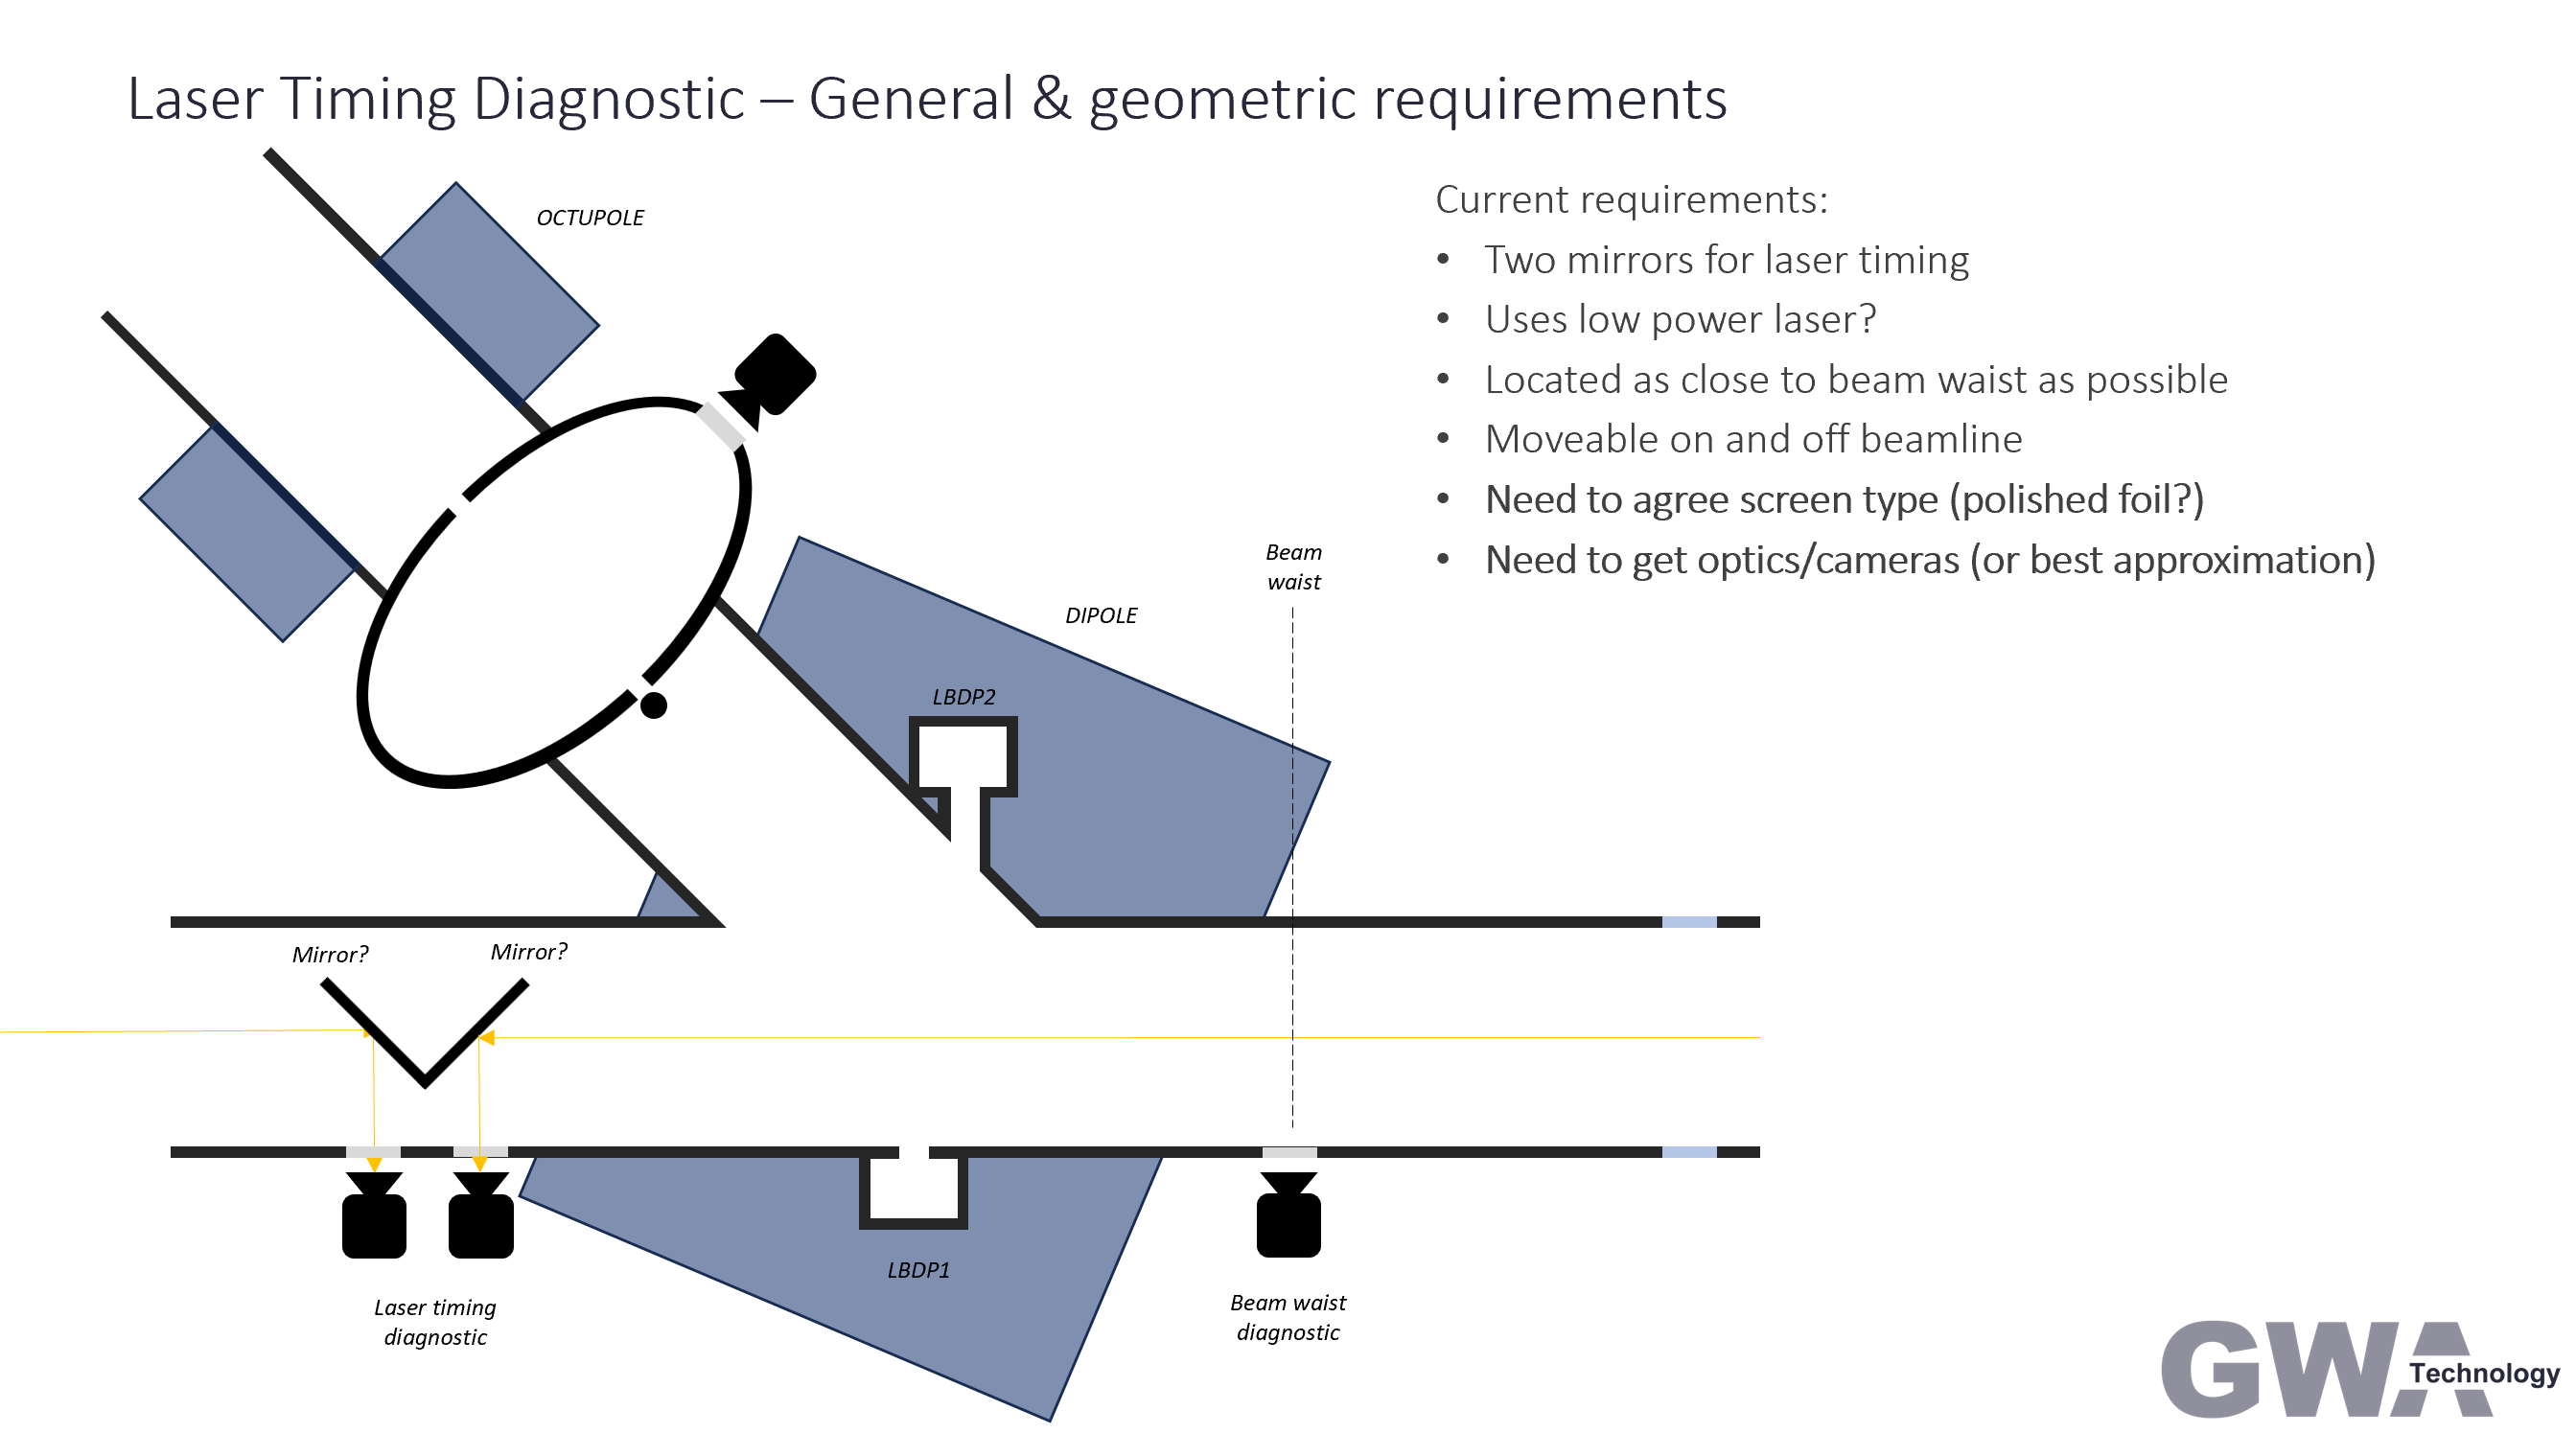 Laser Timing Diagnostic – General & geometric requirements
OCTUPOLE
Current requirements:
• Two mirrors for laser timing
• Uses low power laser?
• Located as close to beam waist as possible
• Moveable on and off beamline
• Need to agree screen type (polished foil?)
• Need to get optics/cameras (or best approximation)
Beam
waist
DIPOLE
LBDP2
Mirror?
Mirror?
LBDP1
Laser timing
diagnostic
Beam waist
diagnostic
GWA
Technology